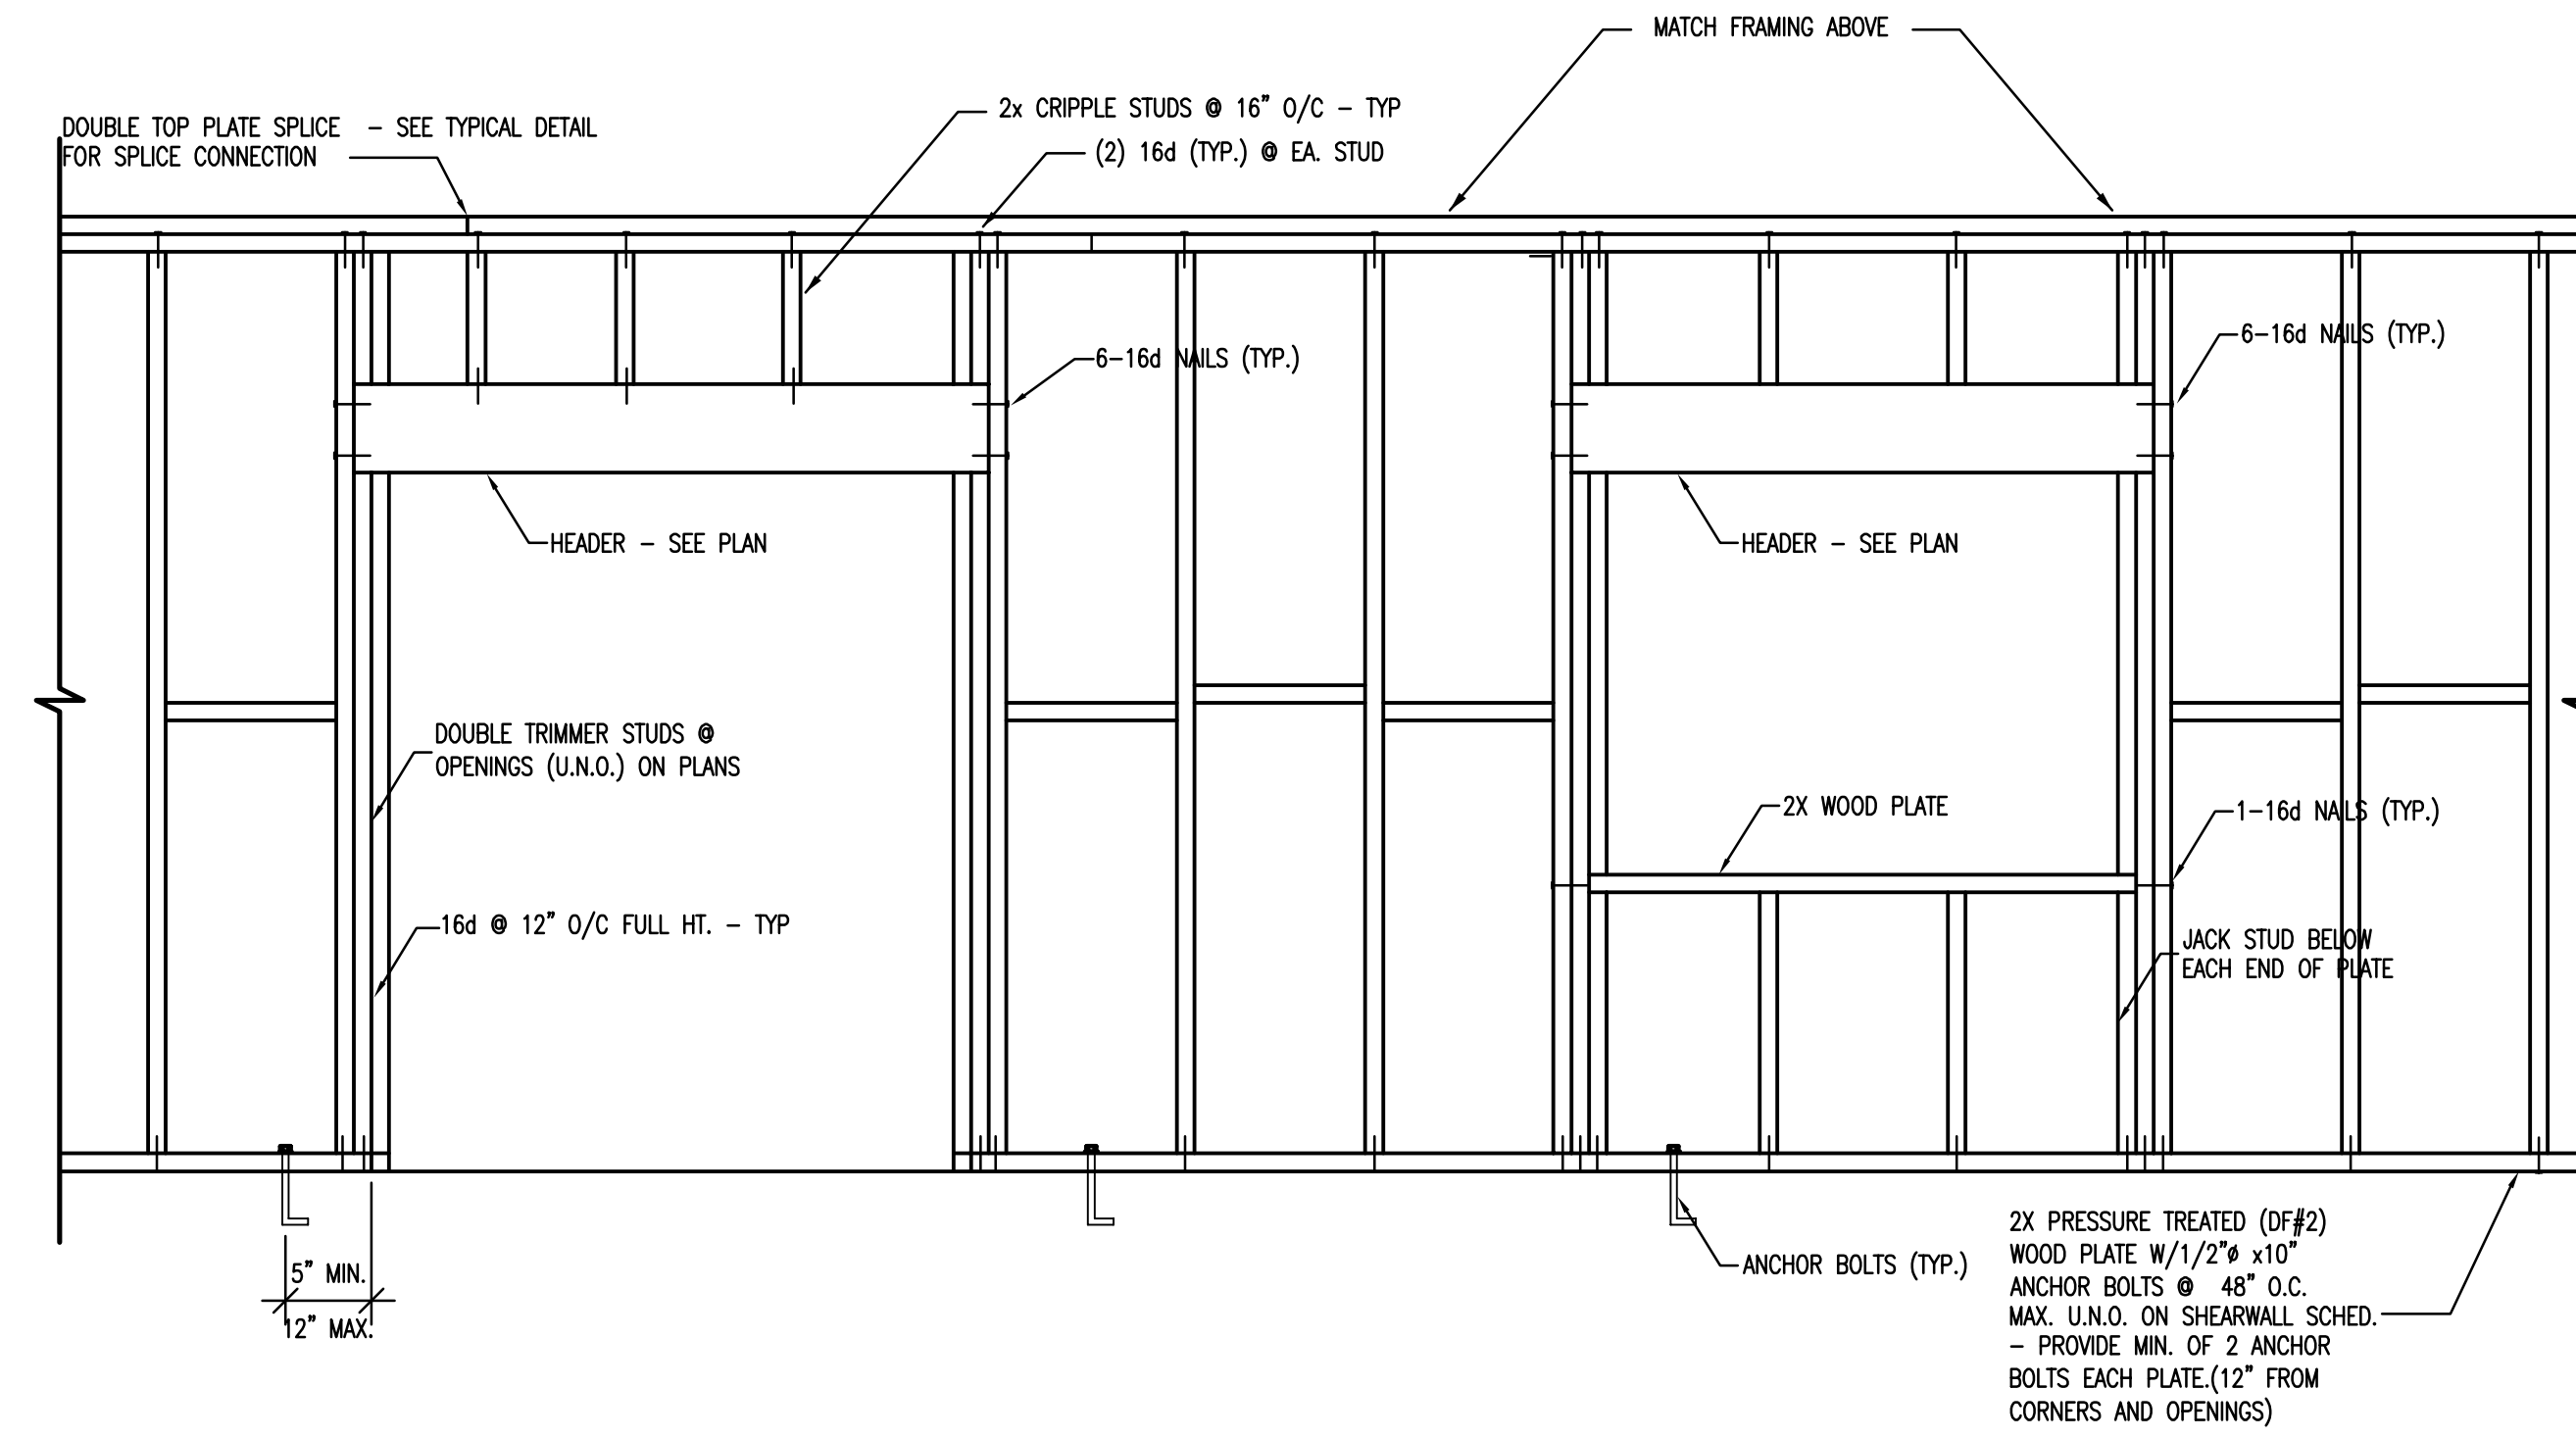 MATCH FRAMING ABOVE
2x CRIPPLE STUDS @ 16" O/C - TYP
(2) 16d (TYP.) @ EA. STUD
DOUBLE TOP PLATE SPLICE - SEE TYPICAL DETAIL
FOR SPLICE CONNECTION
6-16d NAILS (TYP.)
6-16d NAILS (TYP.)
HEADER - SEE PLAN
HEADER - SEE PLAN
DOUBLE TRIMMER STUDS @
OPENINGS (U.N.O.) ON PLANS
2X WOOD PLATE
1-16d NAILS (TYP.)
16d @ 12" O/C FULL HT. - TYP
JACK STUD BELOW
EACH END OF PLATE
5" MIN.
12" MAX.
ANCHOR BOLTS (TYP.)
2X PRESSURE TREATED (DF#2)
WOOD PLATE W/1/2"ø x10"
ANCHOR BOLTS @ 48" O.C.
MAX. U.N.O. ON SHEARWALL SCHED.
- PROVIDE MIN. OF 2 ANCHOR
BOLTS EACH PLATE.(12" FROM
CORNERS AND OPENINGS)